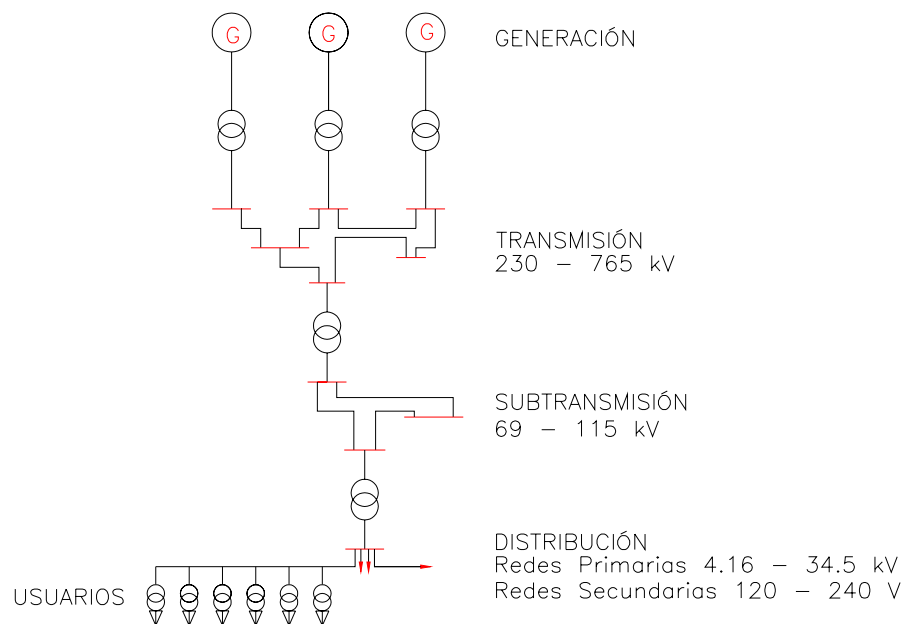 G G G
GENERACIÓN
TRANSMISIÓN
230 – 765 kV
SUBTRANSMISIÓN
69 – 115 kV
DISTRIBUCIÓN
Redes Primarias 4.16 – 34.5 kV
Redes Secundarias 120 – 240 V
USUARIOS